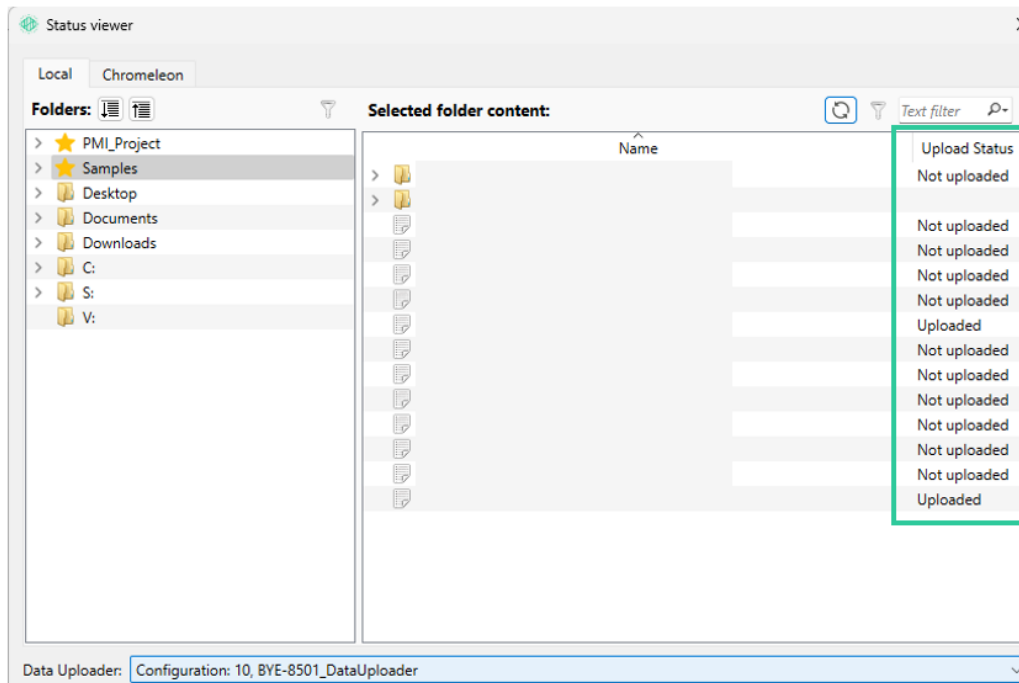 Status viewer
Local Chromeleon
Folders:
Selected folder content:
Text filter
PMI_Project
Samples
Desktop
Documents
Downloads
C:
S:
V:
Name Upload Status
Not uploaded
Not uploaded
Not uploaded
Not uploaded
Not uploaded
Uploaded
Not uploaded
Not uploaded
Not uploaded
Not uploaded
Not uploaded
Not uploaded
Uploaded
Data Uploader: Configuration: 10, BYE-8501_DataUploader